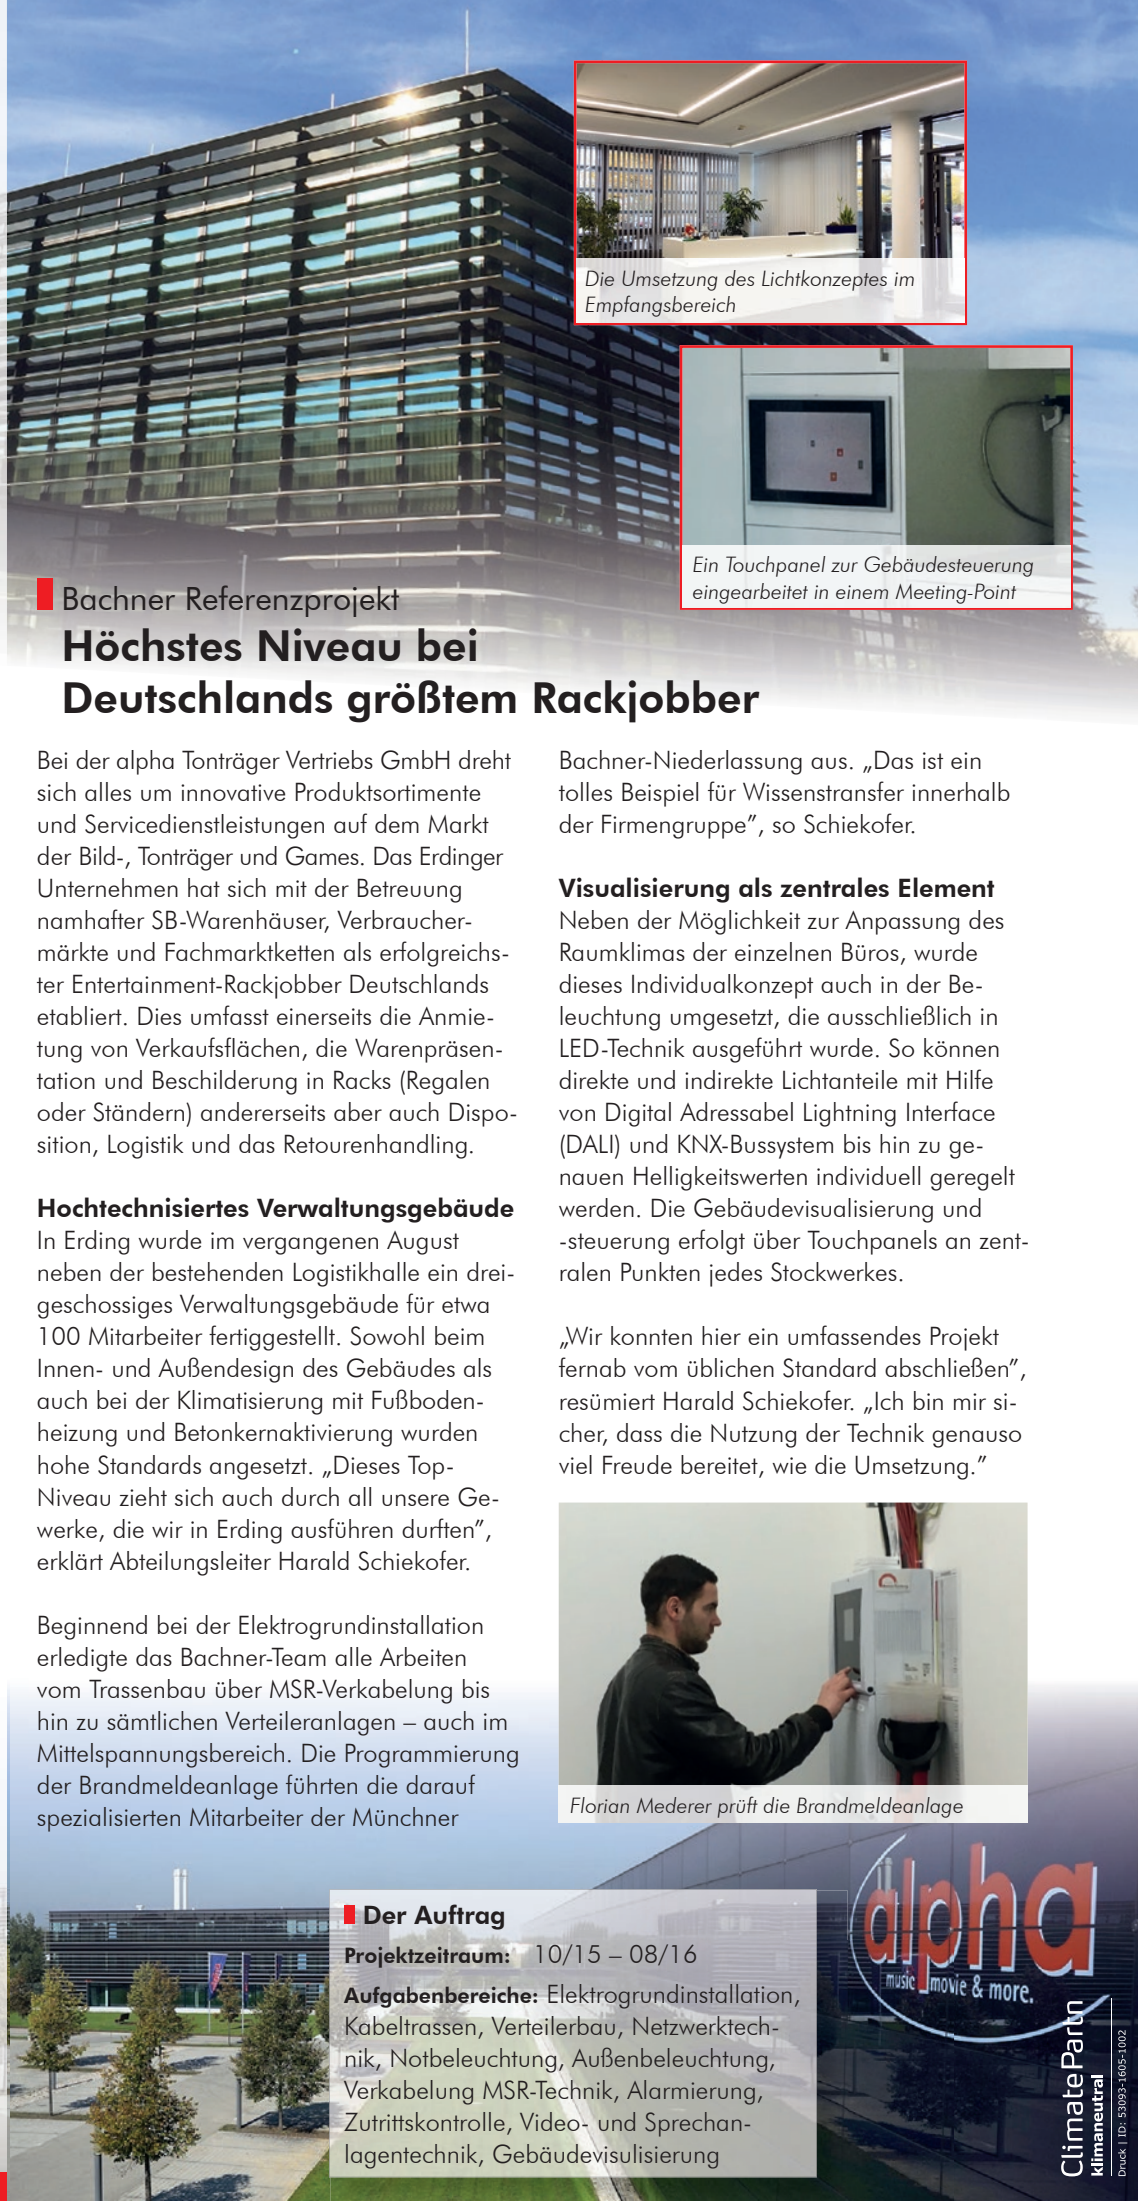 Die Umsetzung des Lichtkonzeptes im
Empfangsbereich
Ein Touchpanel zur Gebäudesteuerung
eingearbeitet in einem Meeting-Point
Bachner Referenzprojekt
Höchstes Niveau bei
Deutschlands größtem Rackjobber
Bei der alpha Tonträger Vertriebs GmbH dreht
sich alles um innovative Produktsortimente
und Servicedienstleistungen auf dem Markt
der Bild-, Tonträger und Games. Das Erdinger
Unternehmen hat sich mit der Betreuung
namhafter SB-Warenhäuser, Verbraucher-
märkte und Fachmarktketten als erfolgreichs-
ter Entertainment-Rackjobber Deutschlands
etabliert. Dies umfasst einerseits die Anmie-
tung von Verkaufsflächen, die Warenpräsen-
tation und Beschilderung in Racks (Regalen
oder Ständern) andererseits aber auch Dispo-
sition, Logistik und das Retourenhandling.
Hochtechnisiertes Verwaltungsgebäude
In Erding wurde im vergangenen August
neben der bestehenden Logistikhalle ein drei-
geschossiges Verwaltungsgebäude für etwa
100 Mitarbeiter fertiggestellt. Sowohl beim
Innen- und Außendesign des Gebäudes als
auch bei der Klimatisierung mit Fußboden-
heizung und Betonkernaktivierung wurden
hohe Standards angesetzt. „Dieses Top-
Niveau zieht sich auch durch all unsere Ge-
werke, die wir in Erding ausführen durften”,
erklärt Abteilungsleiter Harald Schiekofer.
Beginnend bei der Elektrogrundinstallation
erledigte das Bachner-Team alle Arbeiten
vom Trassenbau über MSR-Verkabelung bis
hin zu sämtlichen Verteileranlagen – auch im
Mittelspannungsbereich. Die Programmierung
der Brandmeldeanlage führten die darauf
spezialisierten Mitarbeiter der Münchner
Bachner-Niederlassung aus. „Das ist ein
tolles Beispiel für Wissenstransfer innerhalb
der Firmengruppe”, so Schiekofer.
Visualisierung als zentrales Element
Neben der Möglichkeit zur Anpassung des
Raumklimas der einzelnen Büros, wurde
dieses Individualkonzept auch in der Be-
leuchtung umgesetzt, die ausschließlich in
LED-Technik ausgeführt wurde. So können
direkte und indirekte Lichtanteile mit Hilfe
von Digital Adressabel Lightning Interface
(DALI) und KNX-Bussystem bis hin zu ge-
nauen Helligkeitswerten individuell geregelt
werden. Die Gebäudevisualisierung und
-steuerung erfolgt über Touchpanels an zent-
ralen Punkten jedes Stockwerkes.
„Wir konnten hier ein umfassendes Projekt
fernab vom üblichen Standard abschließen”,
resümiert Harald Schiekofer. „Ich bin mir si-
cher, dass die Nutzung der Technik genauso
viel Freude bereitet, wie die Umsetzung.”
Florian Mederer prüft die Brandmeldeanlage
Der Auftrag
Projektzeitraum: 10/15 – 08/16
Aufgabenbereiche: Elektrogrundinstallation,
Kabeltrassen, Verteilerbau, Netzwerktech-
nik, Notbeleuchtung, Außenbeleuchtung,
Verkabelung MSR-Technik, Alarmierung,
Zutrittskontrolle, Video- und Sprechan-
lagentechnik, Gebäudevisulisierung
alpha
music movie & more.
ClimatePartn
klimaneutral
Druck | ID: 53093-1605-1002